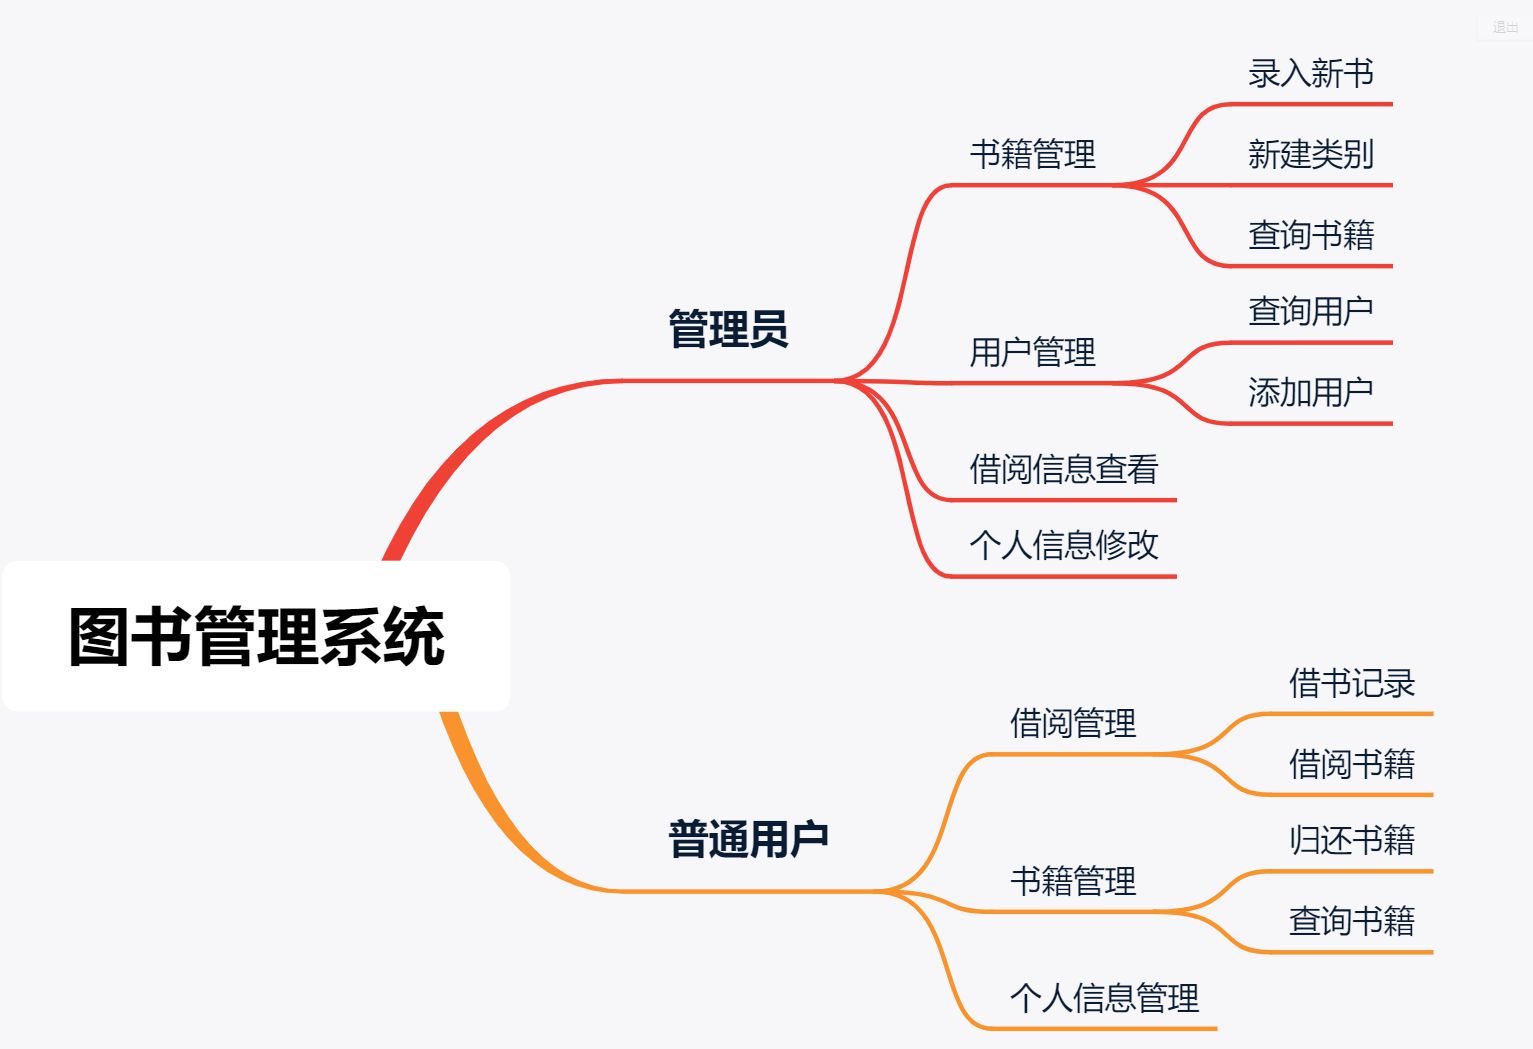 退出
录入新书
书籍管理
新建类别
查询书籍
管理员
查询用户
用户管理
添加用户
借阅信息查看
个人信息修改
图书管理系统
借书记录
借阅管理
借阅书籍
普通用户
归还书籍
书籍管理
查询书籍
个人信息管理